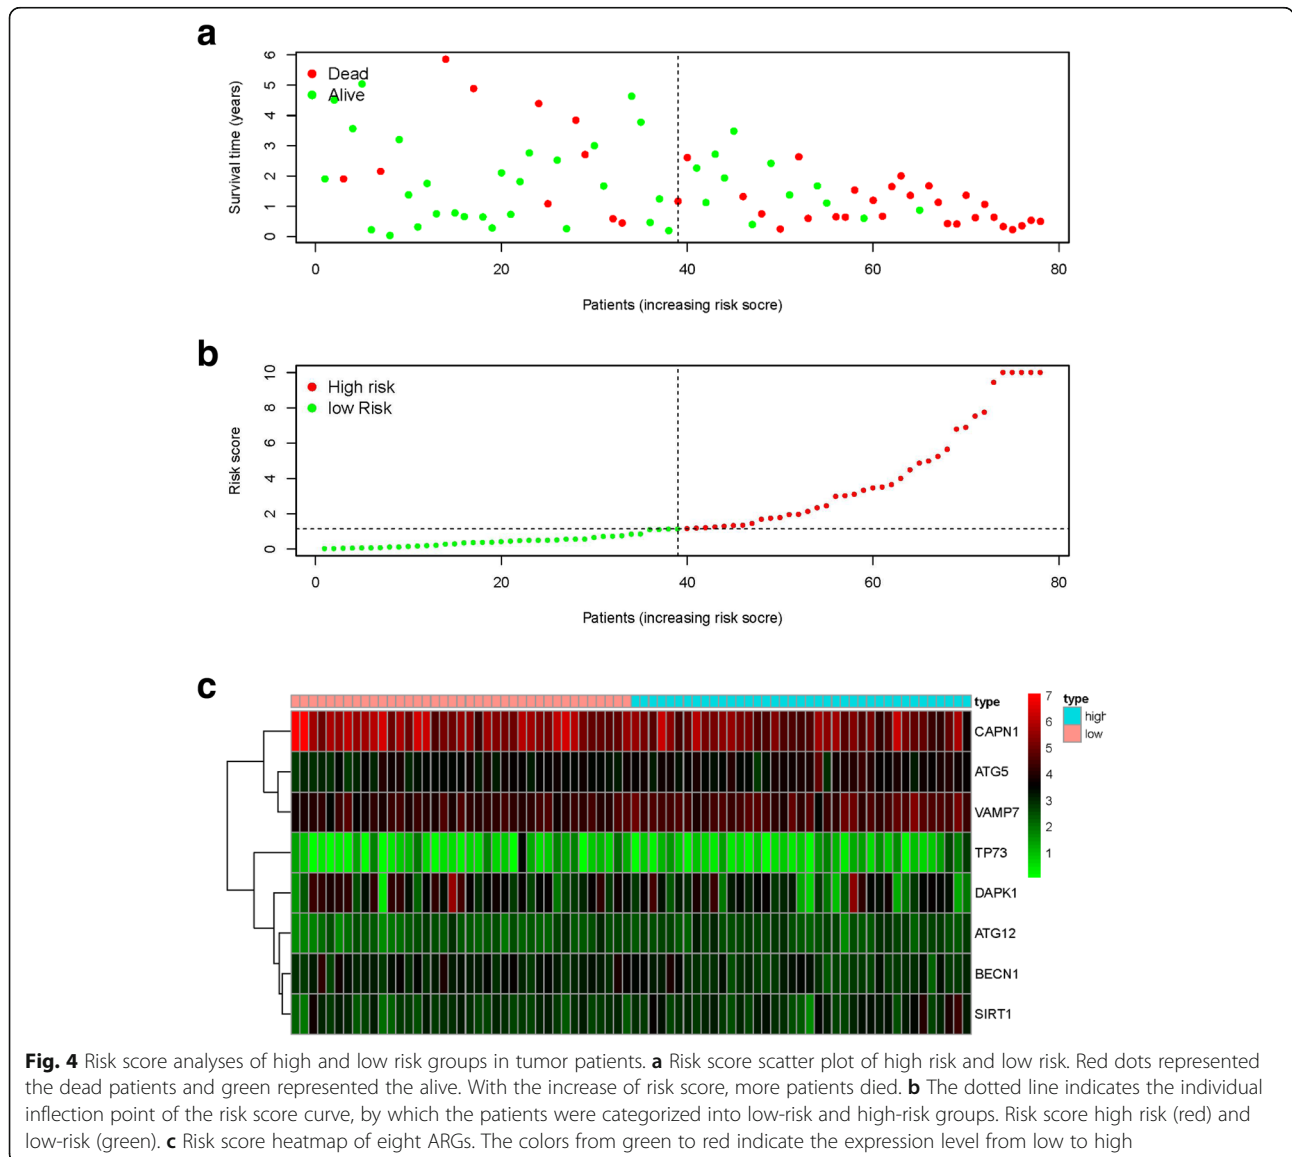 a
6
5
4
3
2
1
0
Survival time (years)
Dead
Alive
0 20 40 60 80
Patients (increasing risk socre)
b
10
8
6
4
2
0
Risk score
High risk
low Risk
0 20 40 60 80
Patients (increasing risk socre)
c
type
CAPN1
ATG5
VAMP7
TP73
DAPK1
ATG12
BECN1
SIRT1
7
6
5
4
3
2
1
type
high
low
Fig. 4 Risk score analyses of high and low risk groups in tumor patients. a Risk score scatter plot of high risk and low risk. Red dots represented
the dead patients and green represented the alive. With the increase of risk score, more patients died. b The dotted line indicates the individual
inflection point of the risk score curve, by which the patients were categorized into low-risk and high-risk groups. Risk score high risk (red) and
low-risk (green). c Risk score heatmap of eight ARGs. The colors from green to red indicate the expression level from low to high